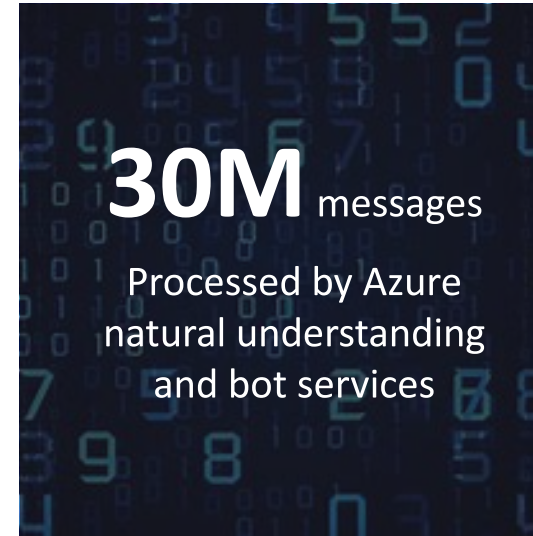 30M messages
Processed by Azure
natural understanding
and bot services